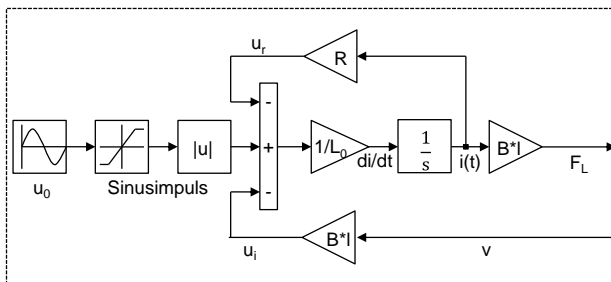 u_r
R
-
+
-
|u|
1/L_0
di/dt
1/s
i(t)
B*l
F_L
u_0
Sinusimpuls
u_i
B*l
v